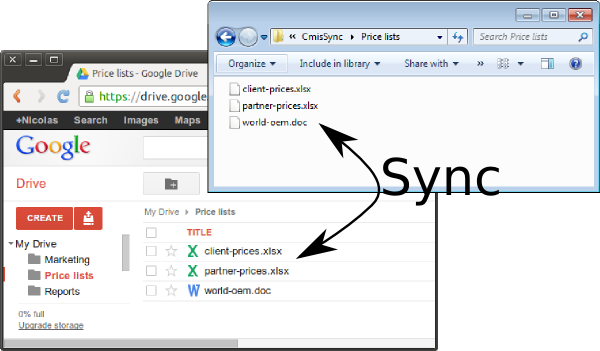 CmisSync Price lists Search Price lists
Organize Include in library Share with
client-prices.xlsx
partner-prices.xlsx
world-oem.doc
Sync
Price lists - Google Drive
https://drive.google
+Nicolas Search Images Maps
Google
Drive
CREATE
My Drive
Marketing
Price lists
Reports
0% full
Upgrade storage
My Drive Price lists
TITLE
client-prices.xlsx
partner-prices.xlsx
world-oem.doc